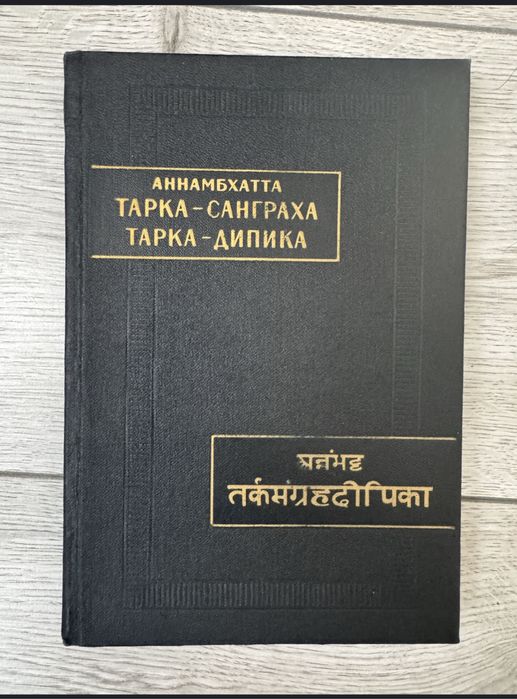 АННАМБХАТТА
ТАРКА-САНГРАХА
ТАРКА-ДИПИКА
अन्नंभट्ट
तर्कसंग्रहदीपिका